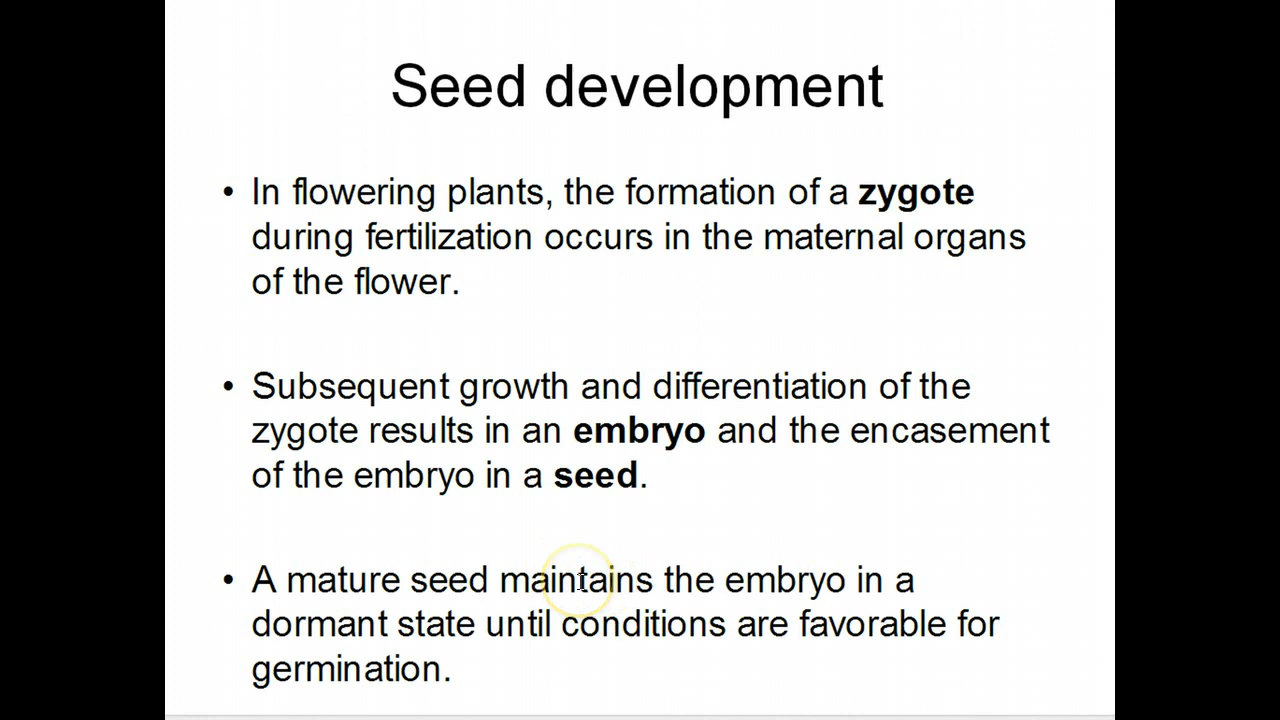 Seed development
• In flowering plants, the formation of a zygote
during fertilization occurs in the maternal organs
of the flower.
• Subsequent growth and differentiation of the
zygote results in an embryo and the encasement
of the embryo in a seed.
• A mature seed maintains the embryo in a
dormant state until conditions are favorable for
germination.